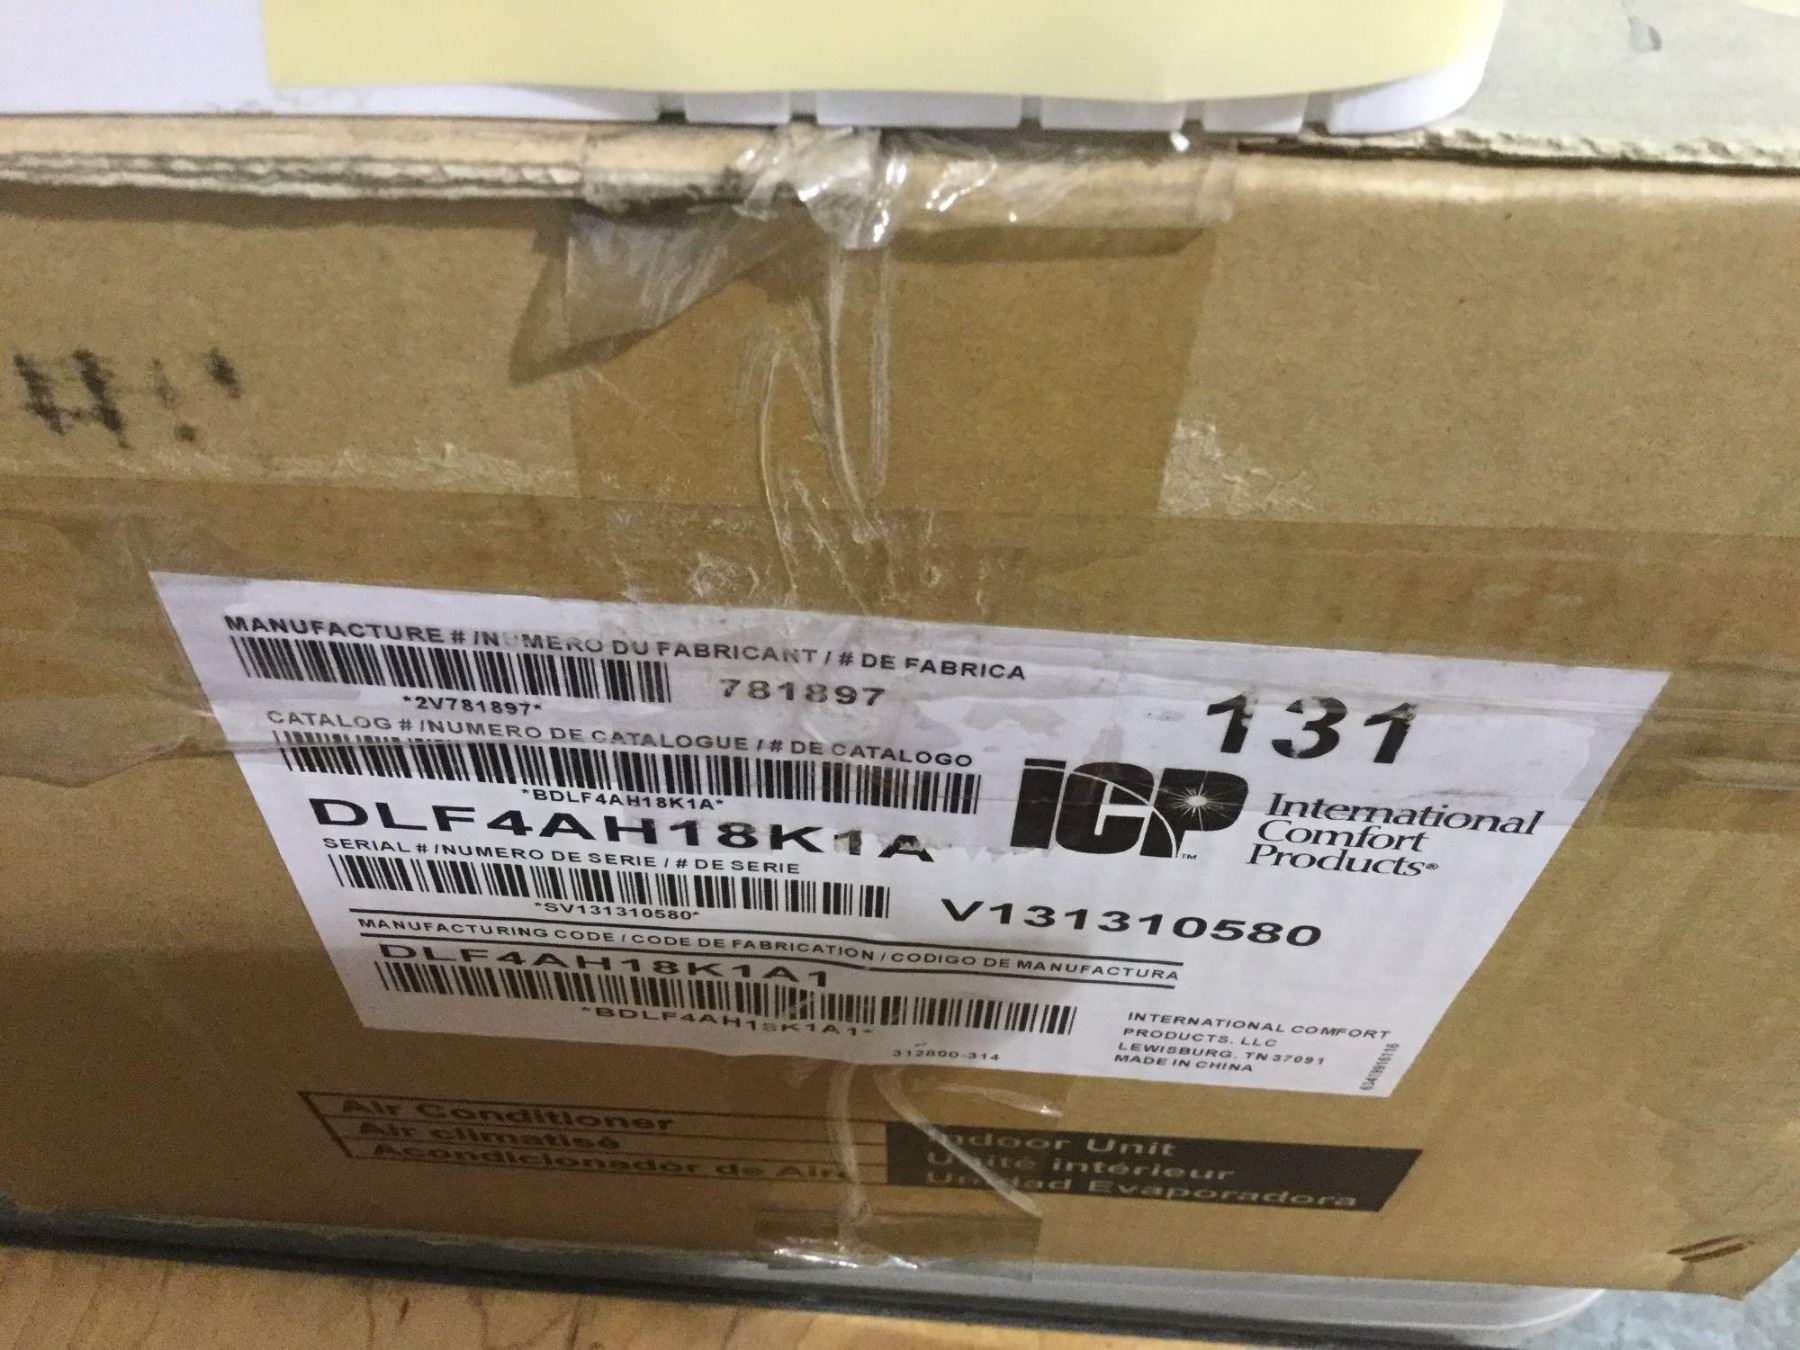 MANUFACTURE # / NUMERO DU FABRICANT / # DE FABRICA
781897
*2V781897*
131
CATALOG # / NUMERO DE CATALOGUE / # DE CATALOGO
*BDLF4AH18K1A*
DLF4AH18K1A
ICP™
International
Comfort
Products®
SERIAL # / NUMERO DE SERIE / # DE SERIE
*SV131310580*
V131310580
MANUFACTURING CODE / CODE DE FABRICATION / CODIGO DE MANUFACTURA
DLF4AH18K1A1
*BDLF4AH18K1A1*
312800-314
INTERNATIONAL COMFORT
PRODUCTS, LLC
LEWISBURG, TN 37091
MADE IN CHINA
Air Conditioner
Air climatisé
Acondicionador de Aire
Indoor Unit
Unité intérieur
Unidad Evaporadora